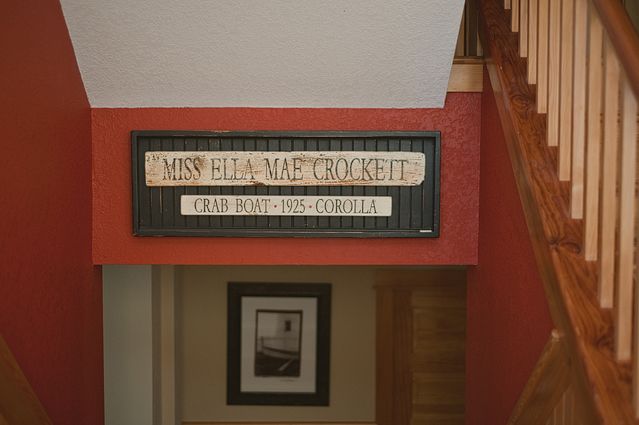 MISS ELLA MAE CROCKETT
CRAB BOAT • 1925 • COROLLA